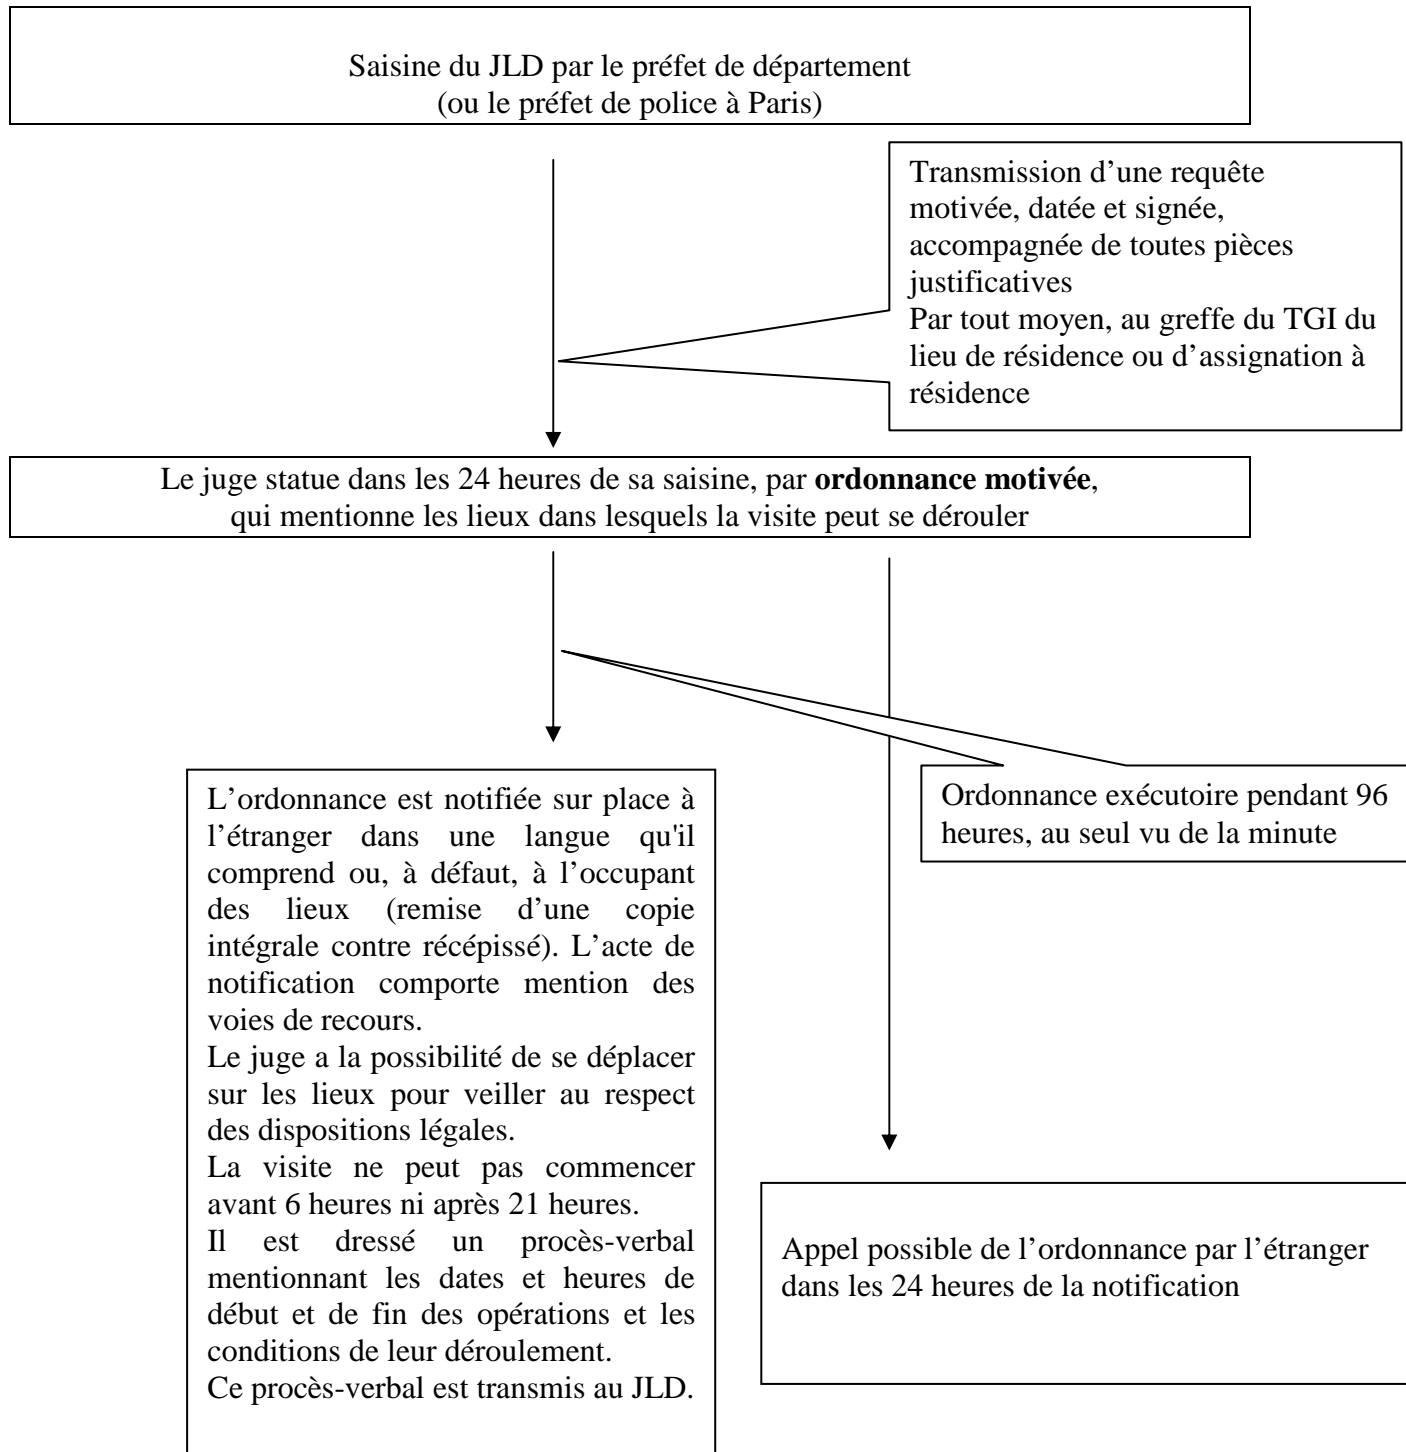 Saisine du JLD par le préfet de département
(ou le préfet de police à Paris)
Transmission d’une requête
motivée, datée et signée,
accompagnée de toutes pièces
justificatives
Par tout moyen, au greffe du TGI du
lieu de résidence ou d’assignation à
résidence
Le juge statue dans les 24 heures de sa saisine, par ordonnance motivée,
qui mentionne les lieux dans lesquels la visite peut se dérouler
Ordonnance exécutoire pendant 96
heures, au seul vu de la minute
L’ordonnance est notifiée sur place à
l’étranger dans une langue qu'il
comprend ou, à défaut, à l’occupant
des lieux (remise d’une copie
intégrale contre récépissé). L’acte de
notification comporte mention des
voies de recours.
Le juge a la possibilité de se déplacer
sur les lieux pour veiller au respect
des dispositions légales.
La visite ne peut pas commencer
avant 6 heures ni après 21 heures.
Il est dressé un procès-verbal
mentionnant les dates et heures de
début et de fin des opérations et les
conditions de leur déroulement.
Ce procès-verbal est transmis au JLD.
Appel possible de l’ordonnance par l’étranger
dans les 24 heures de la notification